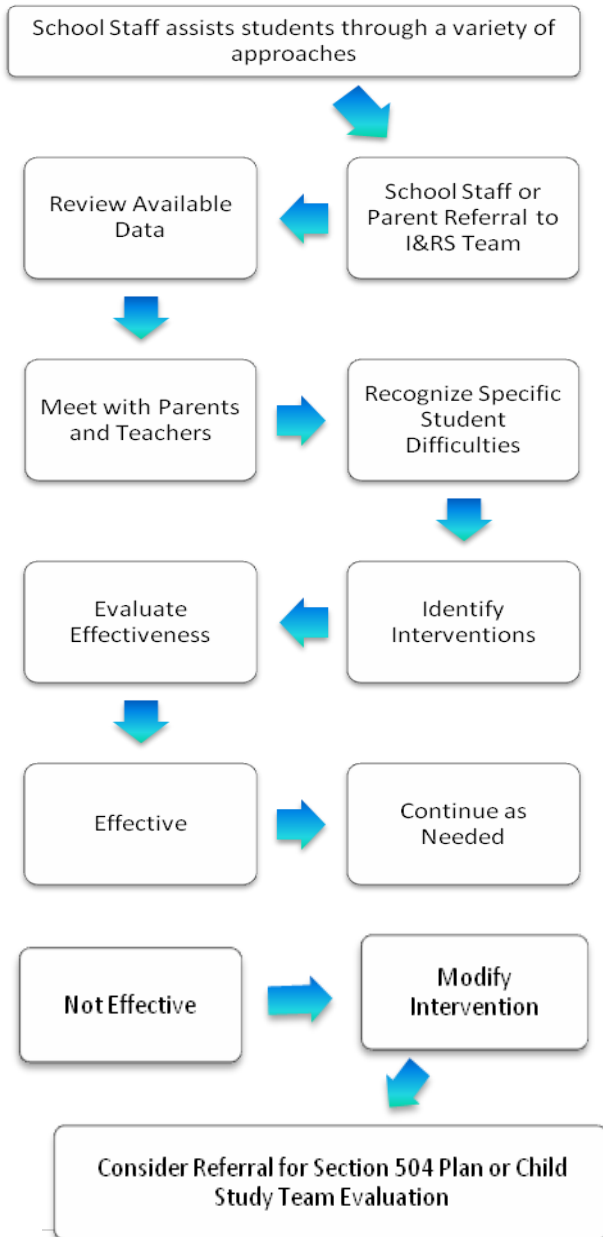 School Staff assists students through a variety of
approaches
School Staff or
Parent Referral to
I&RS Team
Review Available
Data
Meet with Parents
and Teachers
Recognize Specific
Student
Difficulties
Identify
Interventions
Evaluate
Effectiveness
Effective
Continue as
Needed
Not Effective
Modify
Intervention
Consider Referral for Section 504 Plan or Child
Study Team Evaluation